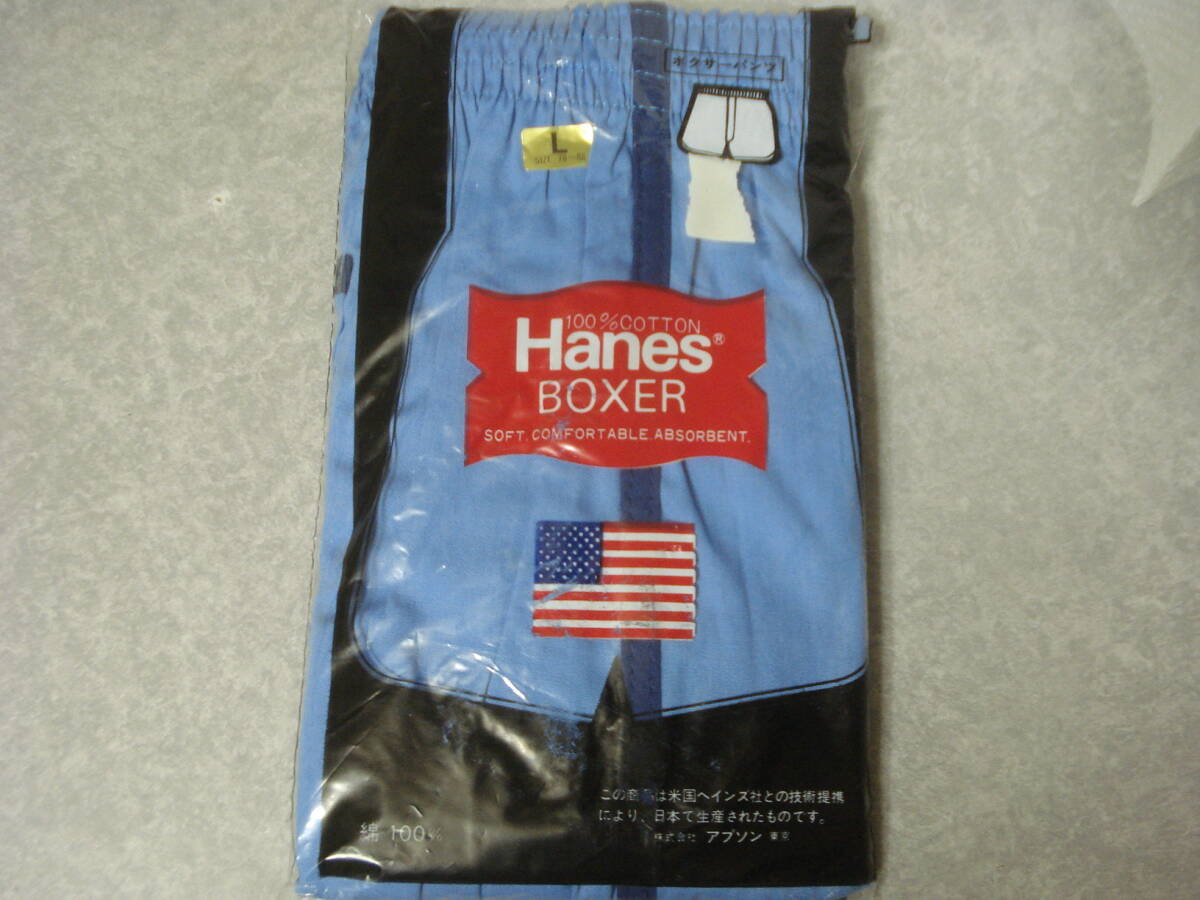 ボクサーパンツ
L
SIZE 76-84
100%COTTON
Hanes®
BOXER
SOFT. COMFORTABLE. ABSORBENT.
この商品は米国ヘインズ社との技術提携
により、日本で生産されたものです。
綿 100%
株式会社 アプソン 東京